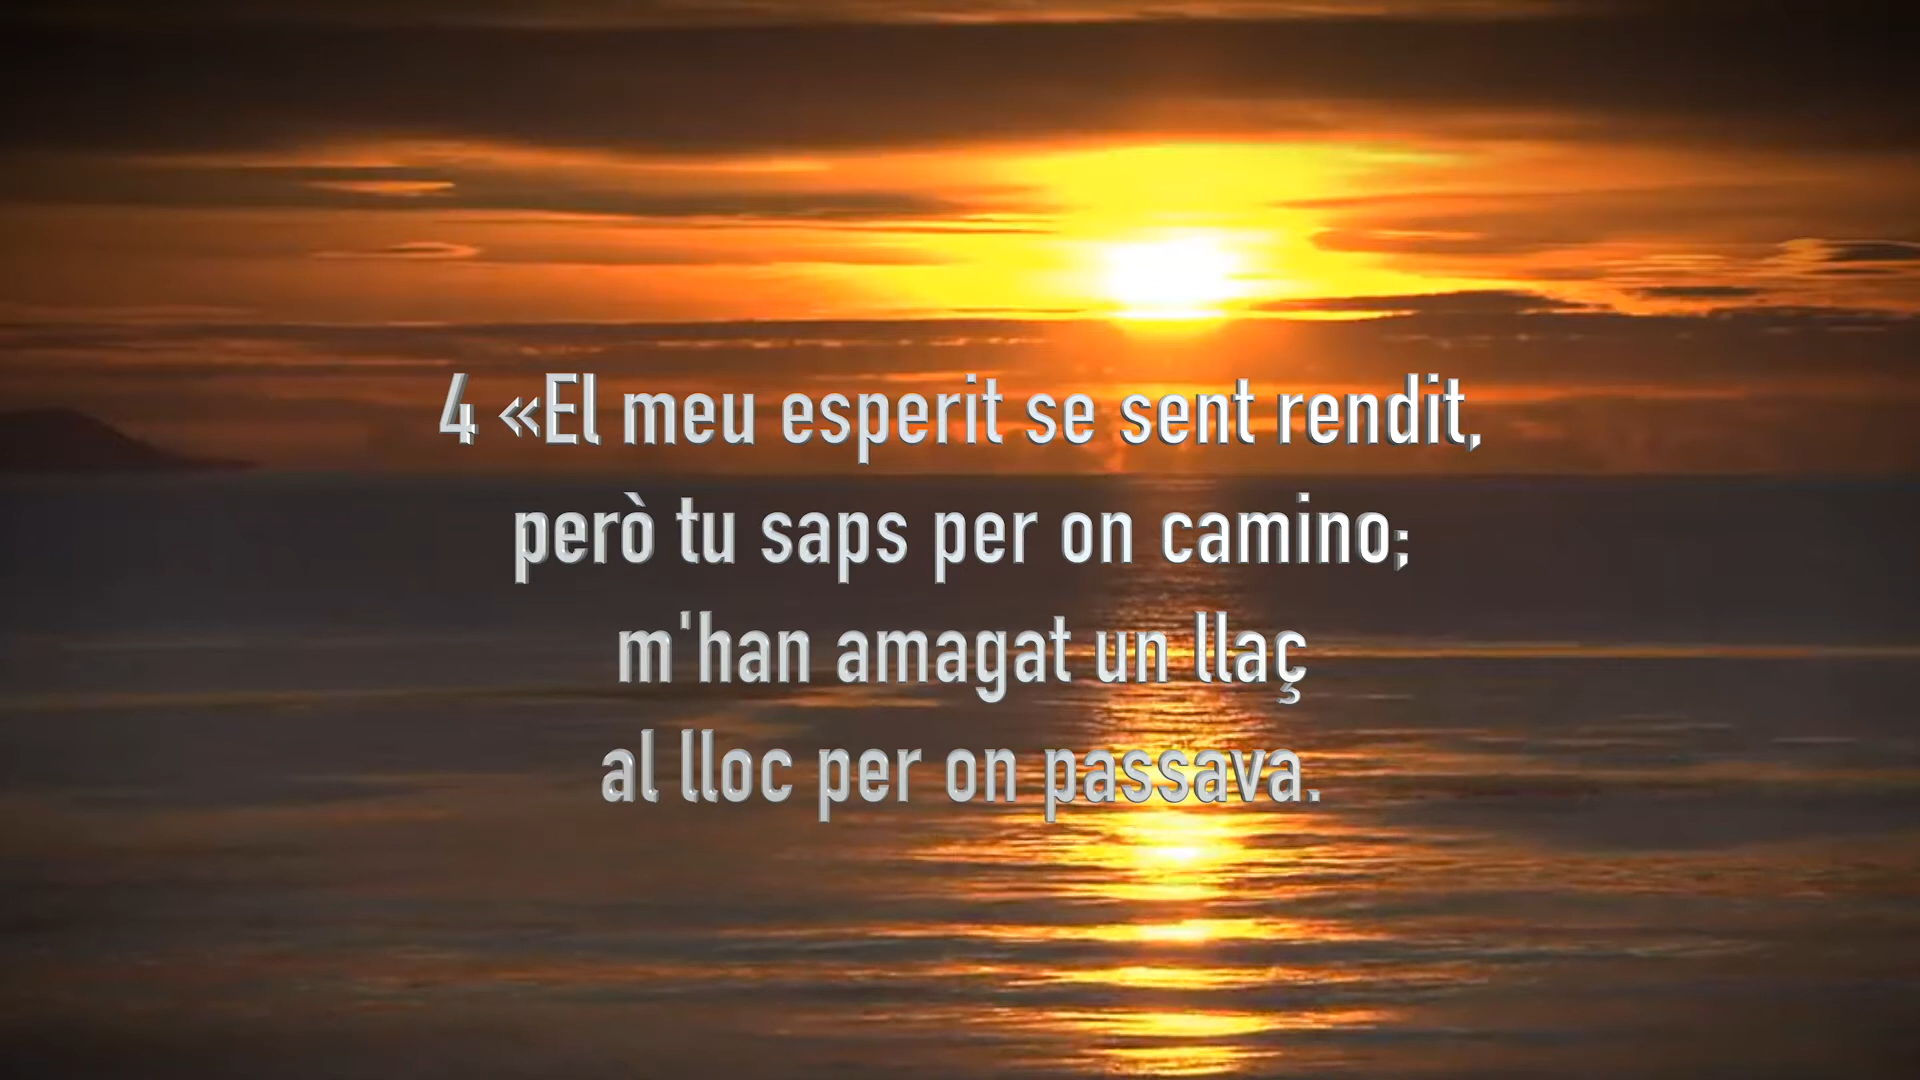 4 «El meu esperit se sent rendit,
però tu saps per on camino;
m'han amagat un llaç
al lloc per on passava.